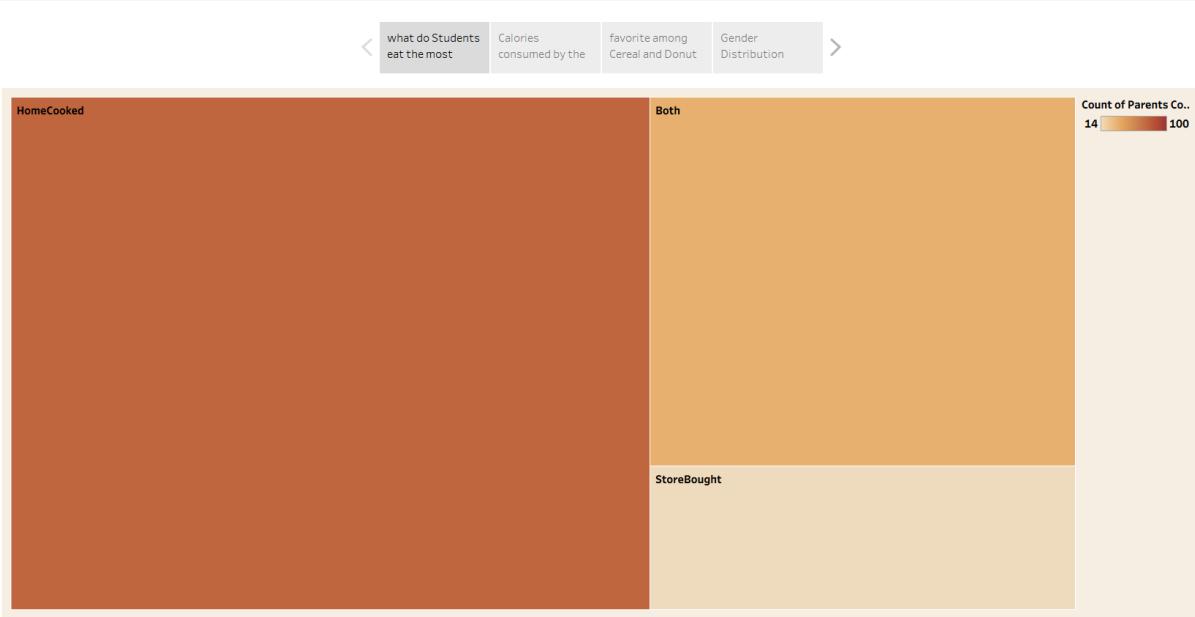 what do Students
eat the most
Calories
consumed by the
favorite among
Cereal and Donut
Gender
Distribution
HomeCooked
Both
Count of Parents Co..
14
100
StoreBought